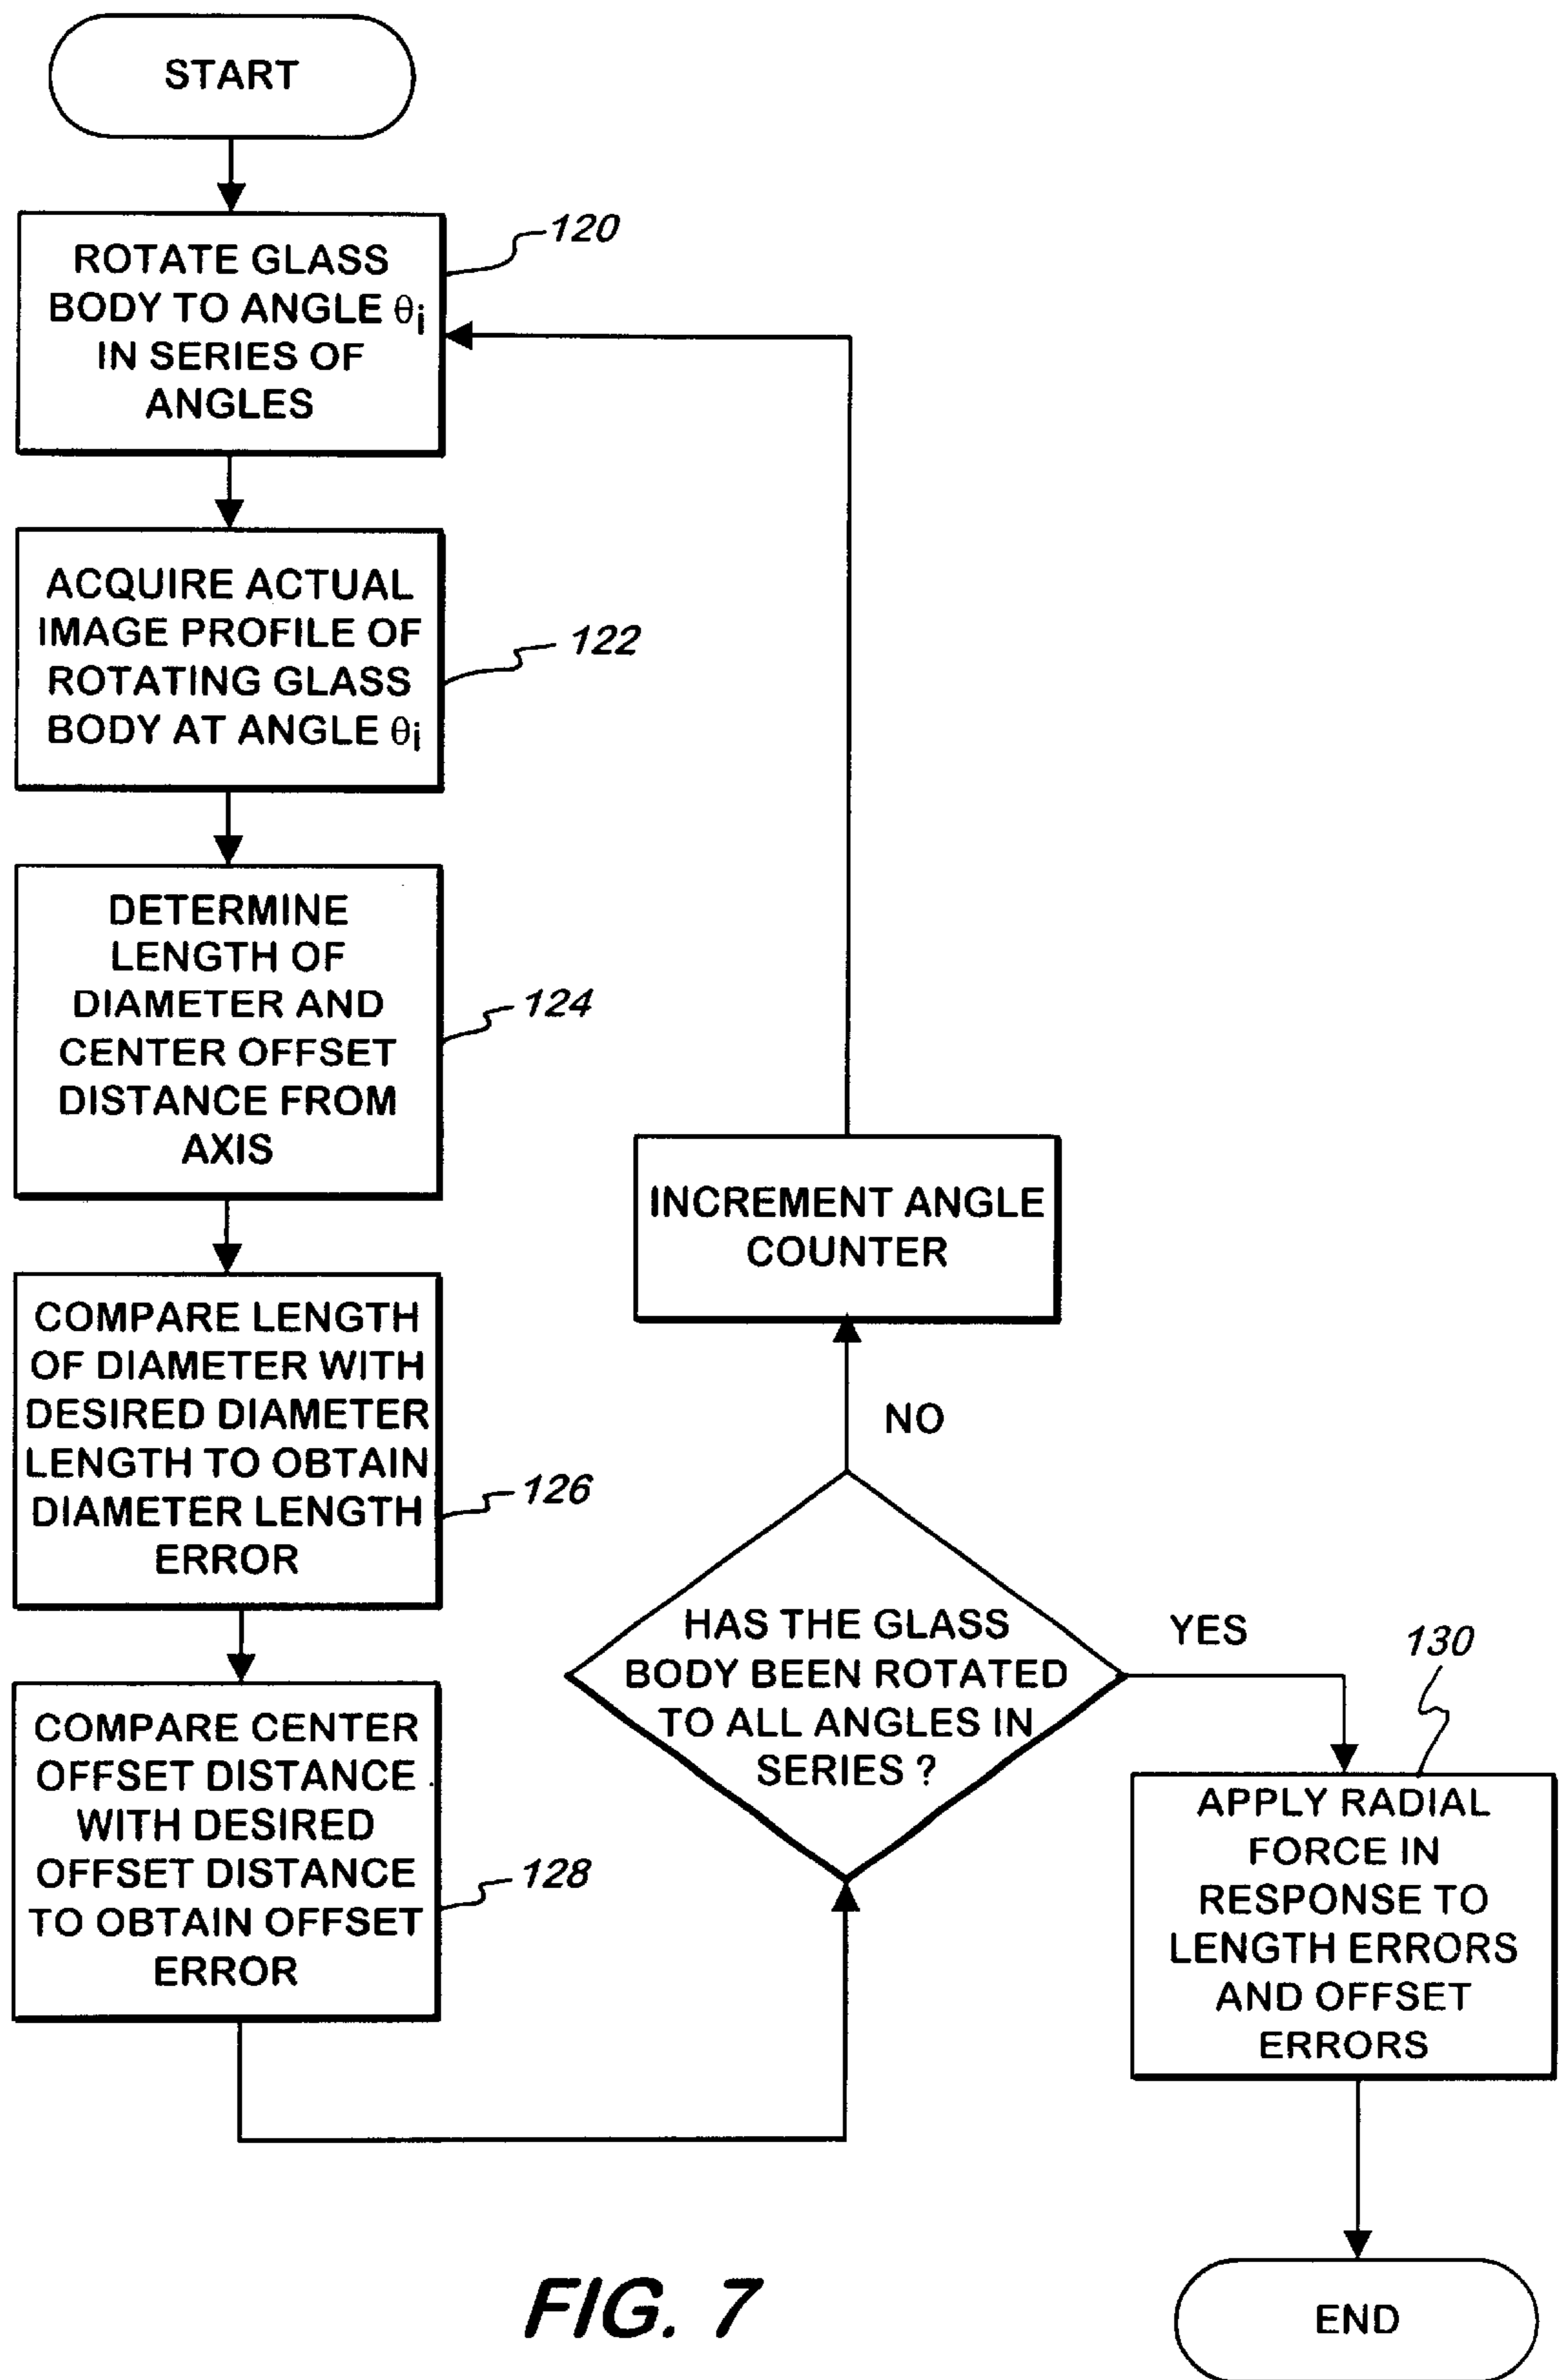 START
ROTATE GLASS
BODY TO ANGLE θi
IN SERIES OF
ANGLES
120
ACQUIRE ACTUAL
IMAGE PROFILE OF
ROTATING GLASS
BODY AT ANGLE θi
122
DETERMINE
LENGTH OF
DIAMETER AND
CENTER OFFSET
DISTANCE FROM
AXIS
124
COMPARE LENGTH
OF DIAMETER WITH
DESIRED DIAMETER
LENGTH TO OBTAIN
DIAMETER LENGTH
ERROR
126
COMPARE CENTER
OFFSET DISTANCE
WITH DESIRED
OFFSET DISTANCE
TO OBTAIN OFFSET
ERROR
128
HAS THE GLASS
BODY BEEN ROTATED
TO ALL ANGLES IN
SERIES ?
NO
INCREMENT ANGLE
COUNTER
YES
130
APPLY RADIAL
FORCE IN
RESPONSE TO
LENGTH ERRORS
AND OFFSET
ERRORS
END
FIG. 7